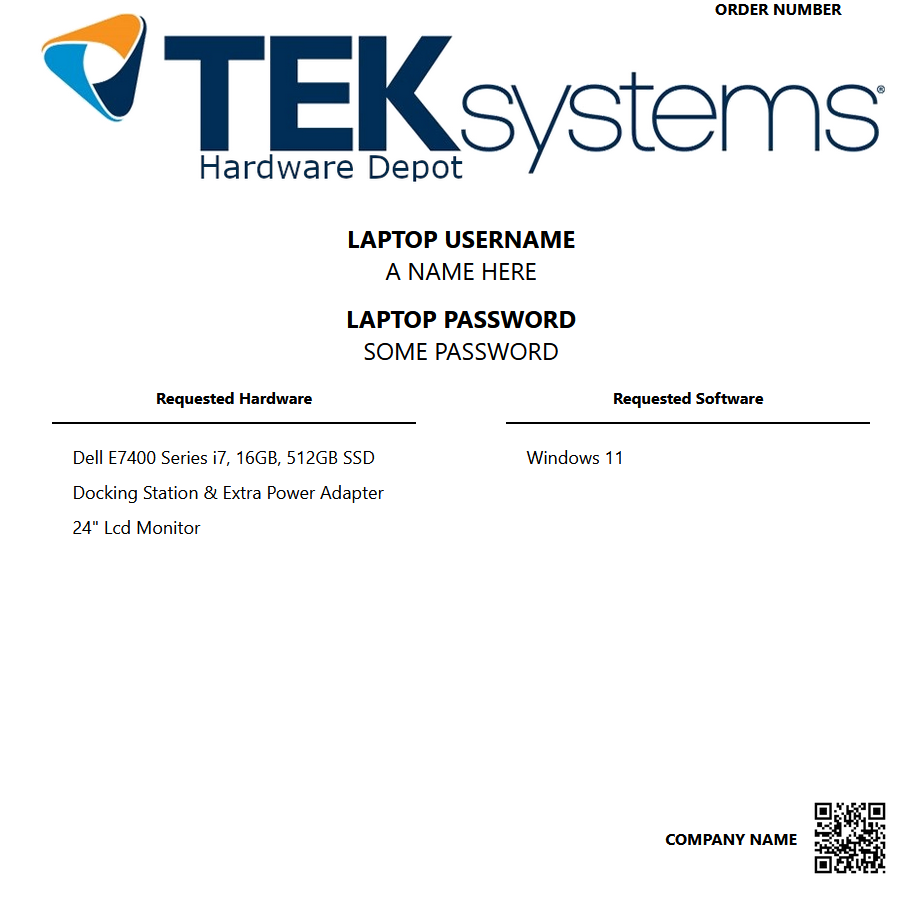 ORDER NUMBER
TEKsystems®
Hardware Depot
LAPTOP USERNAME
A NAME HERE
LAPTOP PASSWORD
SOME PASSWORD
Requested Hardware
Dell E7400 Series i7, 16GB, 512GB SSD
Docking Station & Extra Power Adapter
24" Lcd Monitor
Requested Software
Windows 11
COMPANY NAME